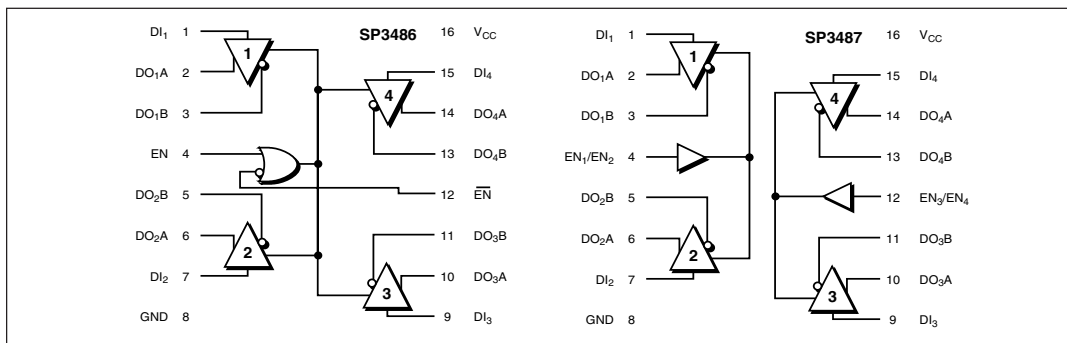 SP3486
DI1 1
DO1A 2
DO1B 3
EN 4
DO2B 5
DO2A 6
DI2 7
GND 8
16 VCC
15 DI4
14 DO4A
13 DO4B
12 E̅N̅
11 DO3B
10 DO3A
9 DI3
1
4
2
3
SP3487
DI1 1
DO1A 2
DO1B 3
EN1/EN2 4
DO2B 5
DO2A 6
DI2 7
GND 8
16 VCC
15 DI4
14 DO4A
13 DO4B
12 EN3/EN4
11 DO3B
10 DO3A
9 DI3
1
4
2
3